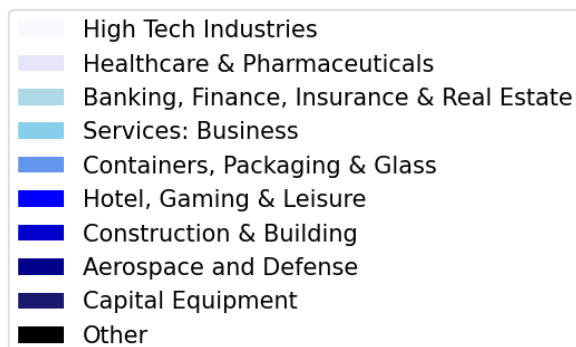 High Tech Industries
Healthcare & Pharmaceuticals
Banking, Finance, Insurance & Real Estate
Services: Business
Containers, Packaging & Glass
Hotel, Gaming & Leisure
Construction & Building
Aerospace and Defense
Capital Equipment
Other